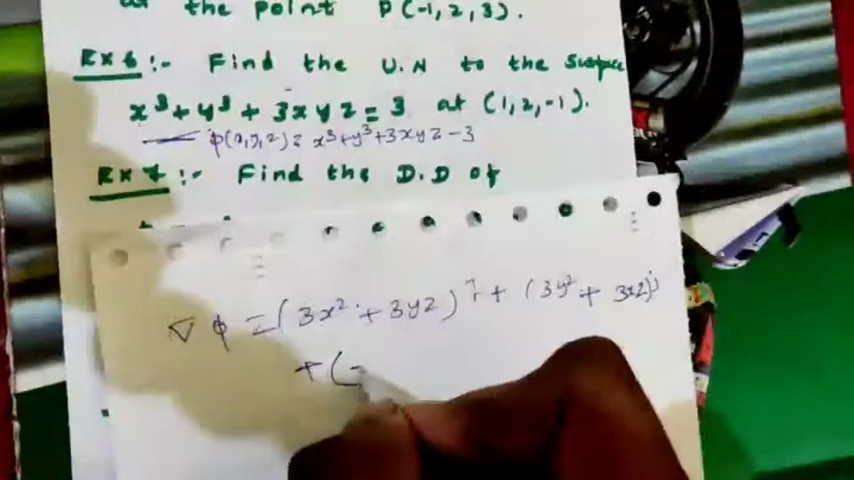 at the point P(-1,2,3).
Ex 6:- Find the U.N to the surface
x³+y³+3xyz=3 at (1,2,-1).
φ(x,y,z)= x³+y³+3xyz-3
Ex 7:- Find the D.D of
∇φ =(3x²+3yz)i+(3y²+3xz)j
+(